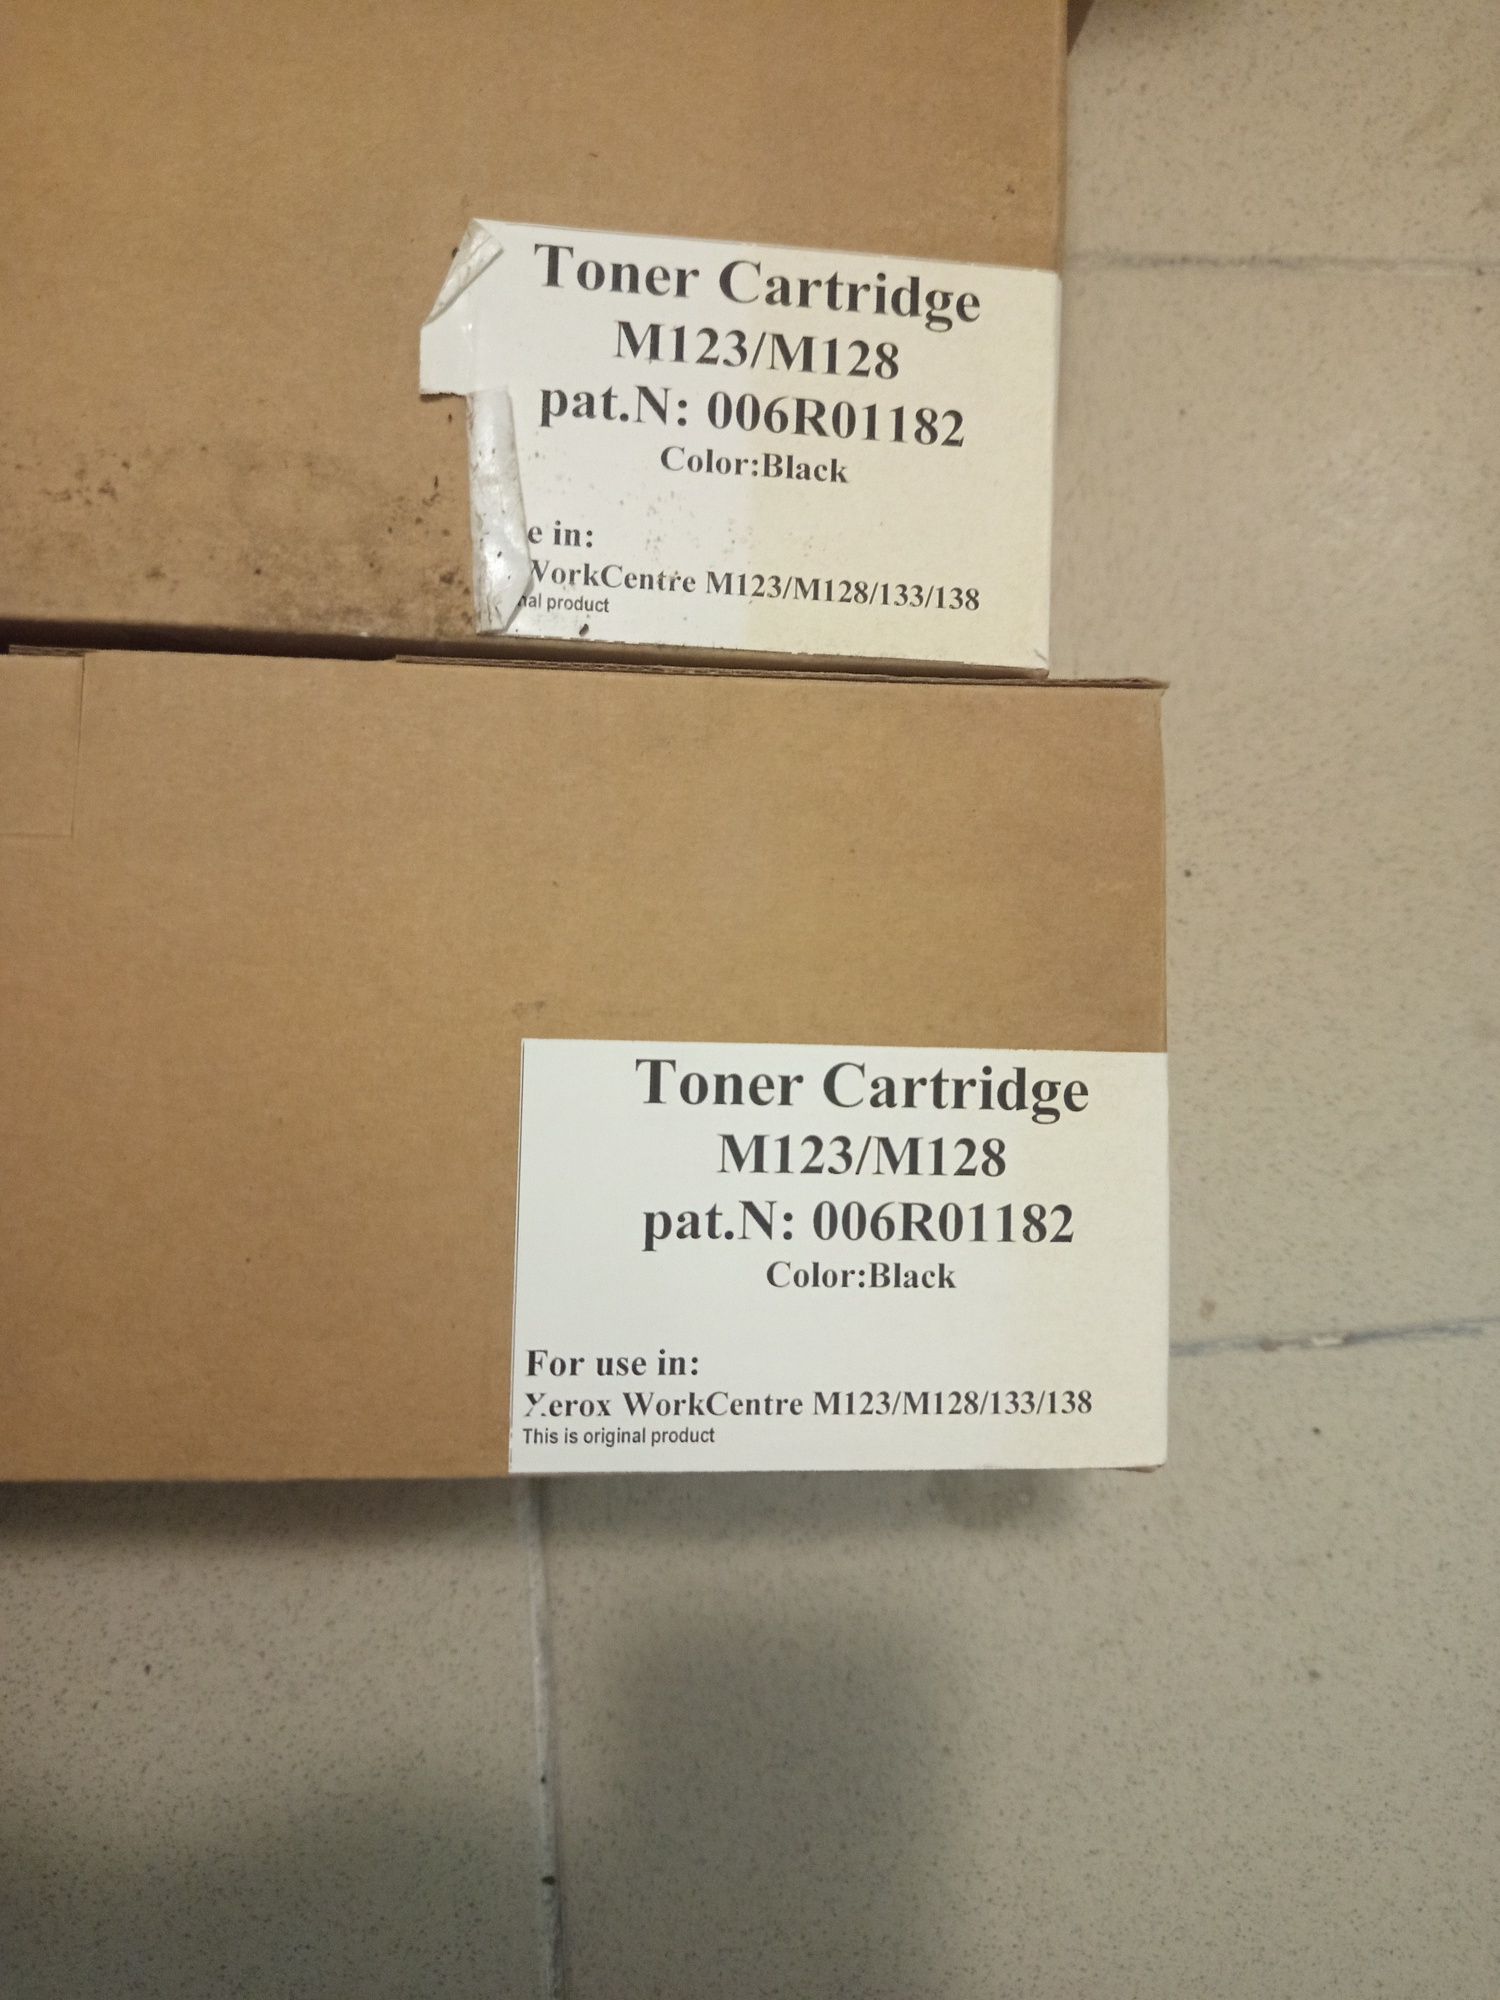 Toner Cartridge
M123/M128
pat.N: 006R01182
Color:Black
e in:
WorkCentre M123/M128/133/138
nal product
Toner Cartridge
M123/M128
pat.N: 006R01182
Color:Black
For use in:
Xerox WorkCentre M123/M128/133/138
This is original product